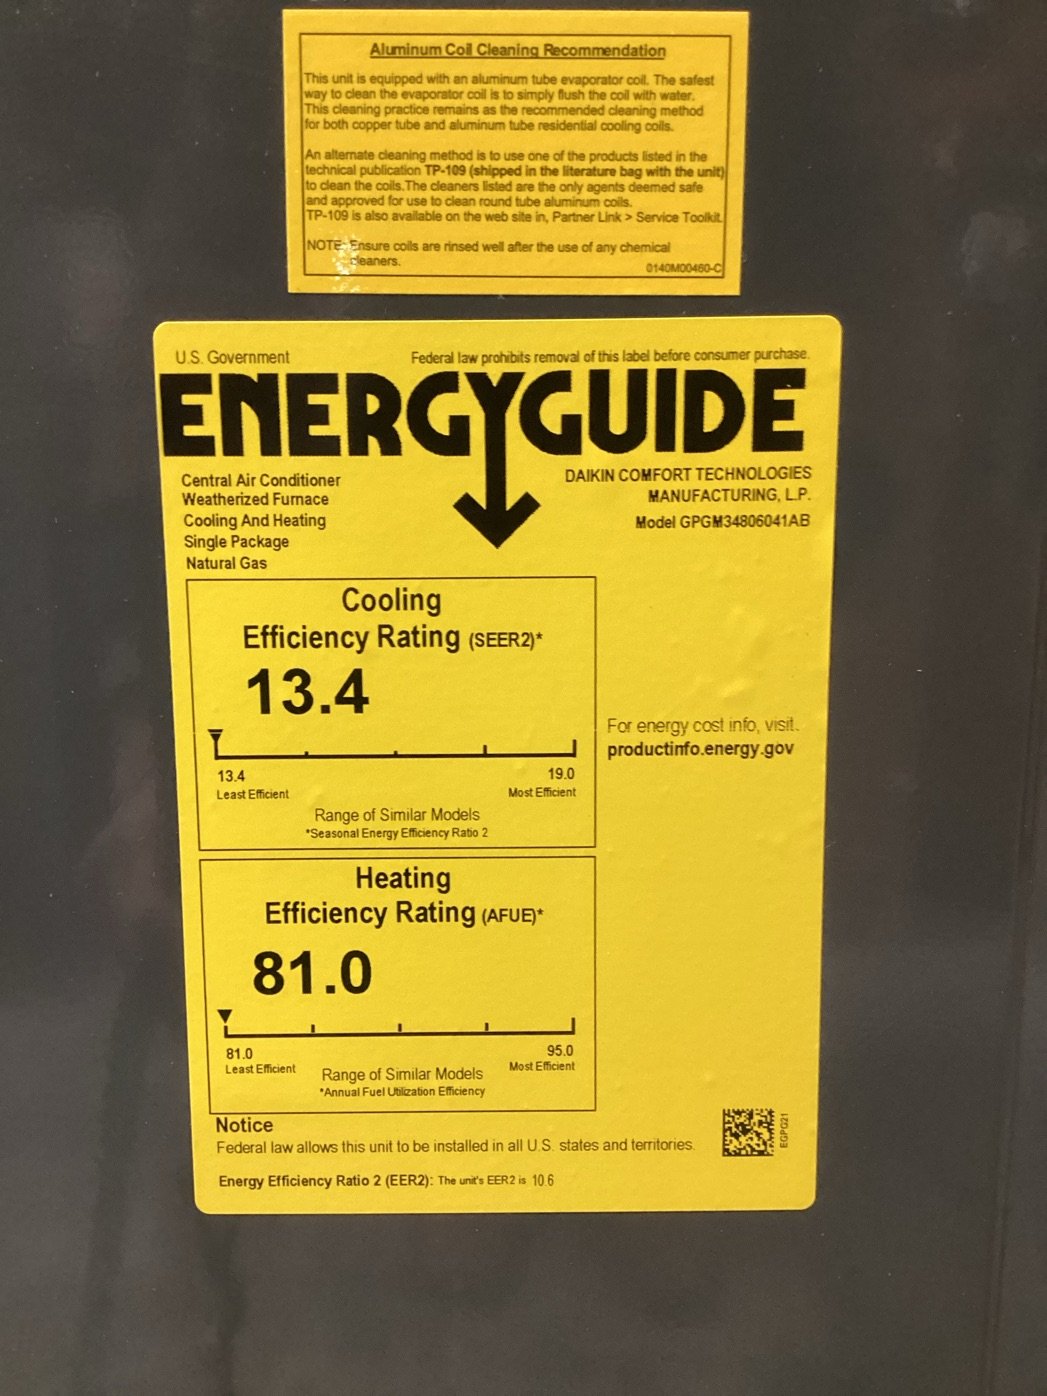 Aluminum Coil Cleaning Recommendation
This unit is equipped with an aluminum tube evaporator coil. The safest
way to clean the evaporator coil is to simply flush the coil with water.
This cleaning practice remains as the recommended cleaning method
for both copper tube and aluminum tube residential cooling coils.
An alternate cleaning method is to use one of the products listed in the
technical publication TP-109 (shipped in the literature bag with the unit)
to clean the coils.The cleaners listed are the only agents deemed safe
and approved for use to clean round tube aluminum coils.
TP-109 is also available on the web site in, Partner Link > Service Toolkit.
NOTE: Ensure coils are rinsed well after the use of any chemical
cleaners.
0140M00460-C
U.S. Government
Federal law prohibits removal of this label before consumer purchase.
ENERGYGUIDE
Central Air Conditioner
Weatherized Furnace
Cooling And Heating
Single Package
Natural Gas
DAIKIN COMFORT TECHNOLOGIES
MANUFACTURING, L.P.
Model GPGM34806041AB
Cooling
Efficiency Rating (SEER2)*
13.4
13.4
19.0
Least Efficient
Most Efficient
Range of Similar Models
*Seasonal Energy Efficiency Ratio 2
For energy cost info, visit.
productinfo.energy.gov
Heating
Efficiency Rating (AFUE)*
81.0
81.0
95.0
Least Efficient
Most Efficient
Range of Similar Models
*Annual Fuel Utilization Efficiency
Notice
Federal law allows this unit to be installed in all U.S. states and territories.
EGPG21
Energy Efficiency Ratio 2 (EER2): The unit's EER2 is 10.6